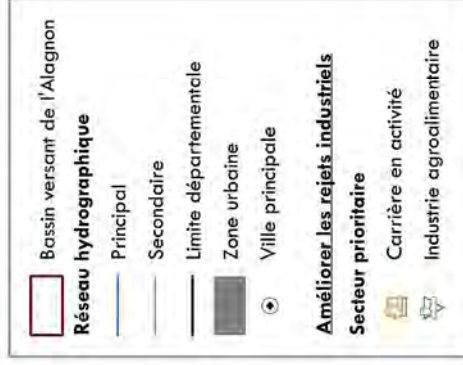 Bassin versant de l'Alagnon
Réseau hydrographique
Principal
Secondaire
Limite départementale
Zone urbaine
Ville principale
Améliorer les rejets industriels
Secteur prioritaire
Carrière en activité
Industrie agroalimentaire